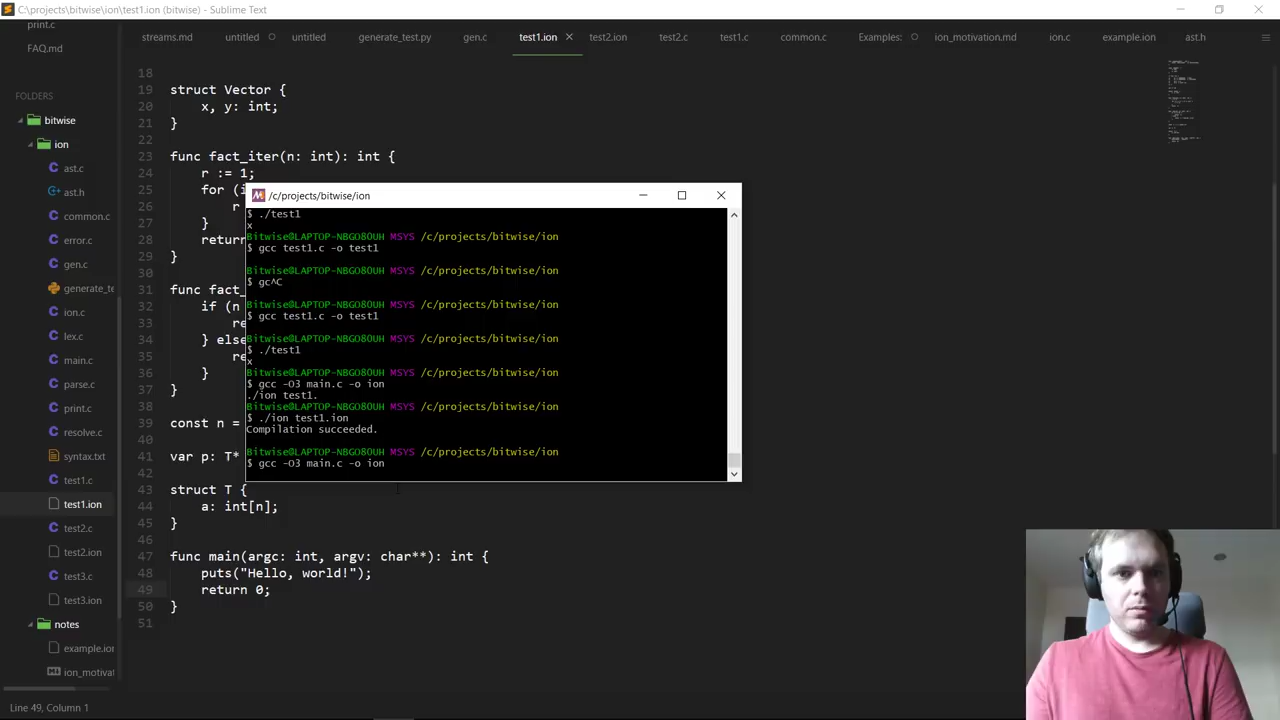 C:\projects\bitwise\ion\test1.ion (bitwise) - Sublime Text
print.c
FAQ.md
FOLDERS
bitwise
ion
ast.c
ast.h
common.c
error.c
gen.c
generate_te
ion.c
lex.c
main.c
parse.c
print.c
resolve.c
syntax.txt
test1.c
test1.ion
test2.c
test2.ion
test3.c
test3.ion
notes
example.ion
ion_motivat
streams.md untitled untitled generate_test.py gen.c test1.ion test2.ion test2.c test1.c common.c Examples: ion_motivation.md ion.c example.ion ast.h
18
19 struct Vector {
20 x, y: int;
21 }
22
23 func fact_iter(n: int): int {
24 r := 1;
25 for (i
26 r
27 }
28 retur
29 }
30
31 func fact_
32 if (n
33 re
34 } else
35 re
36 }
37 }
38
39 const n =
40
41 var p: T*
42
43 struct T {
44 a: int[n];
45 }
46
47 func main(argc: int, argv: char**): int {
48 puts("Hello, world!");
49 return 0;
50 }
51
/c/projects/bitwise/ion
$ ./test1
x
Bitwise@LAPTOP-NBGO8OUH MSYS /c/projects/bitwise/ion
$ gcc test1.c -o test1
Bitwise@LAPTOP-NBGO8OUH MSYS /c/projects/bitwise/ion
$ gc^C
Bitwise@LAPTOP-NBGO8OUH MSYS /c/projects/bitwise/ion
$ gcc test1.c -o test1
Bitwise@LAPTOP-NBGO8OUH MSYS /c/projects/bitwise/ion
$ ./test1
x
Bitwise@LAPTOP-NBGO8OUH MSYS /c/projects/bitwise/ion
$ gcc -O3 main.c -o ion
./ion test1.
Bitwise@LAPTOP-NBGO8OUH MSYS /c/projects/bitwise/ion
$ ./ion test1.ion
Compilation succeeded.
Bitwise@LAPTOP-NBGO8OUH MSYS /c/projects/bitwise/ion
$ gcc -O3 main.c -o ion
Line 49, Column 1